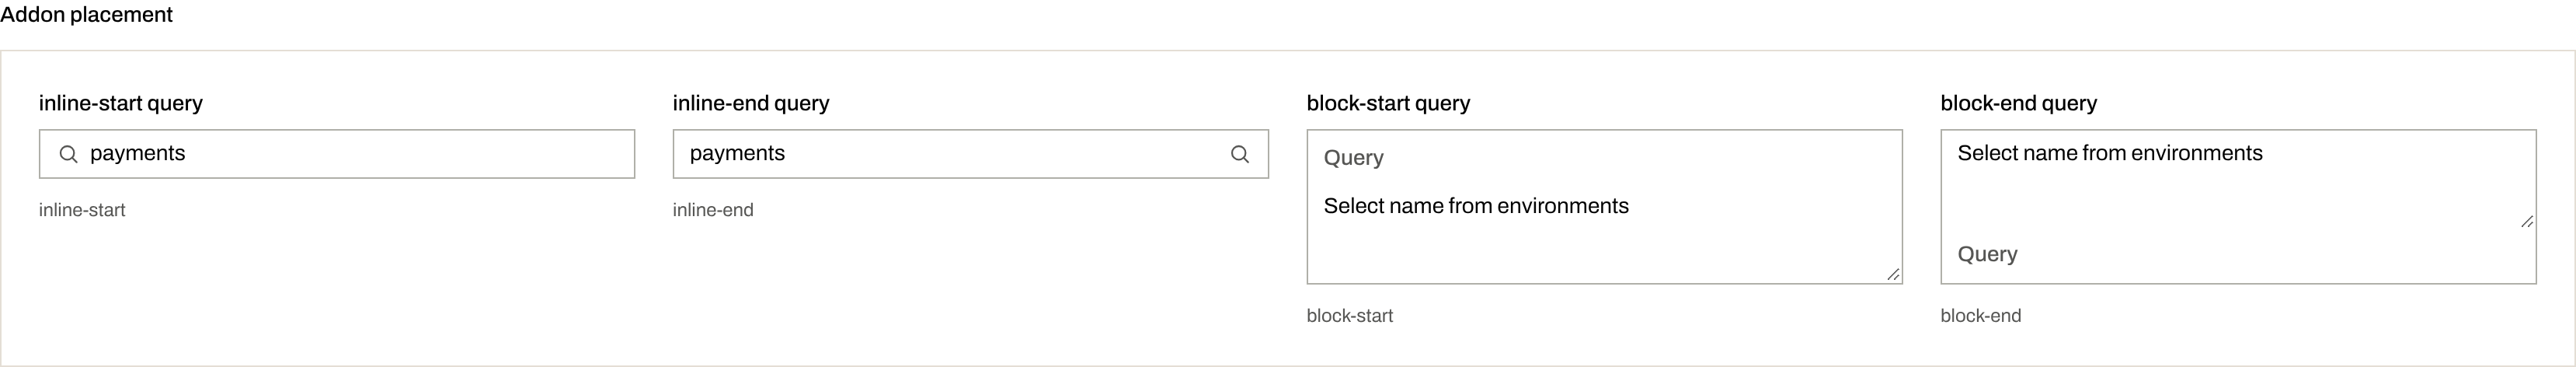 Addon placement
inline-start query
payments
inline-start
inline-end query
payments
inline-end
block-start query
Query
Select name from environments
block-start
block-end query
Select name from environments
Query
block-end